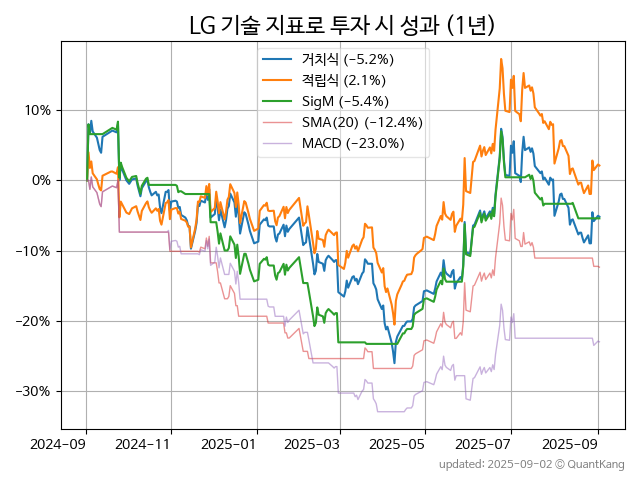 LG 기술 지표로 투자 시 성과 (1년)
거치식 (−5.2%)
적립식 (2.1%)
SigM (−5.4%)
SMA(20) (−12.4%)
MACD (−23.0%)
10%
0%
−10%
−20%
−30%
2024-09
2024-11
2025-01
2025-03
2025-05
2025-07
2025-09
updated: 2025-09-02 © QuantKang